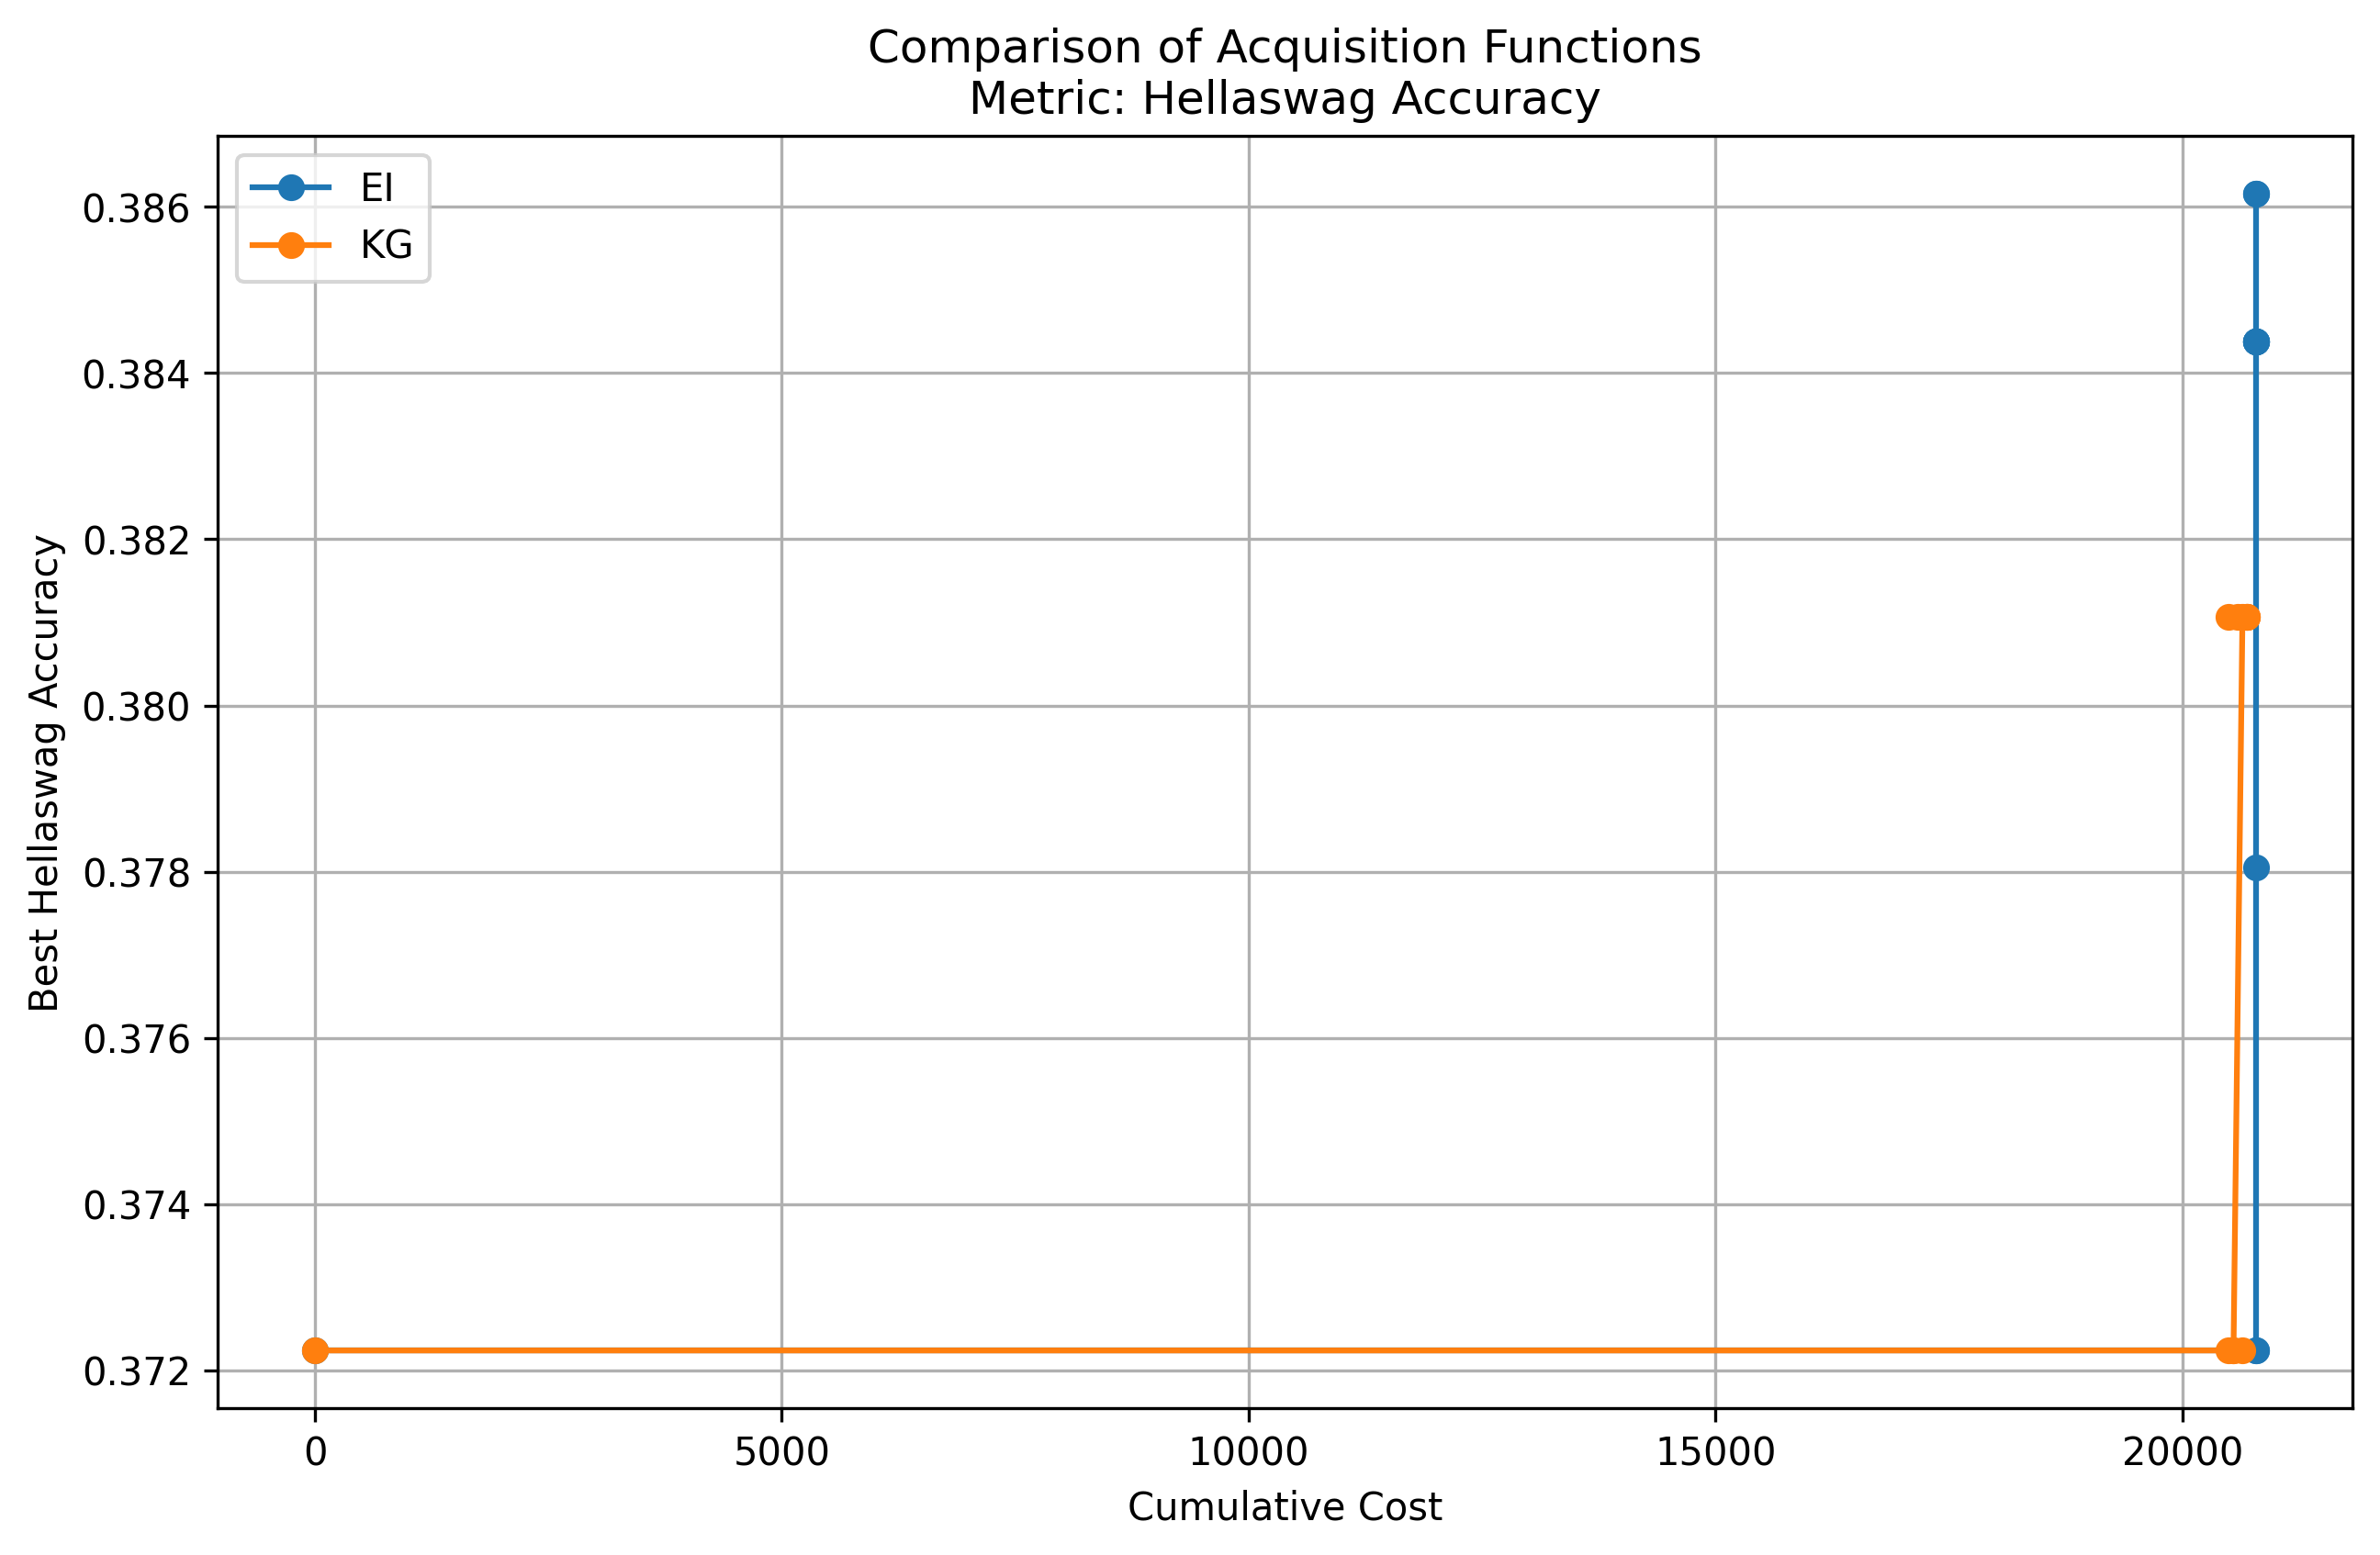 Comparison of Acquisition Functions
Metric: Hellaswag Accuracy
EI
KG
0.386
0.384
0.382
0.380
0.378
0.376
0.374
0.372
Best Hellaswag Accuracy
0
5000
10000
15000
20000
Cumulative Cost